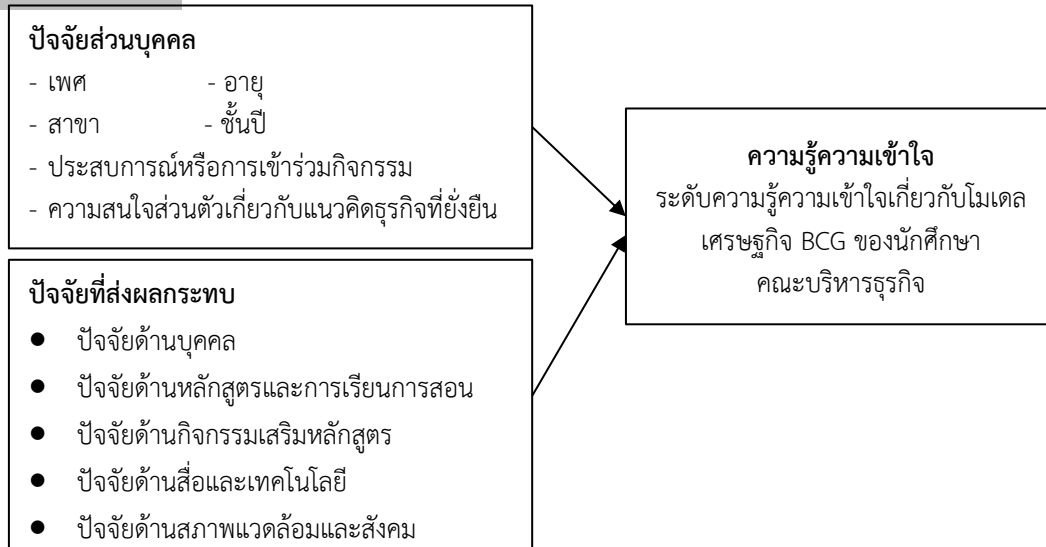 ปัจจัยส่วนบุคคล
- เพศ - อายุ
- สาขา - ชั้นปี
- ประสบการณ์หรือการเข้าร่วมกิจกรรม
- ความสนใจส่วนตัวเกี่ยวกับแนวคิดธุรกิจที่ยั่งยืน
ปัจจัยที่ส่งผลกระทบ
● ปัจจัยด้านบุคคล
● ปัจจัยด้านหลักสูตรและการเรียนการสอน
● ปัจจัยด้านกิจกรรมเสริมหลักสูตร
● ปัจจัยด้านสื่อและเทคโนโลยี
● ปัจจัยด้านสภาพแวดล้อมและสังคม
ความรู้ความเข้าใจ
ระดับความรู้ความเข้าใจเกี่ยวกับโมเดล
เศรษฐกิจ BCG ของนักศึกษา
คณะบริหารธุรกิจ